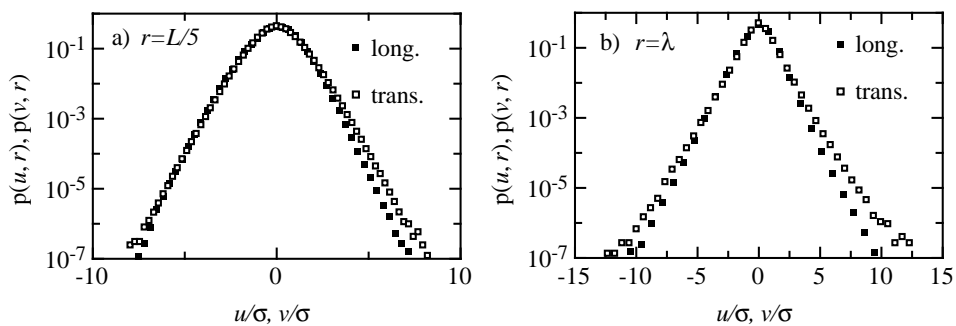 a) r=L/5
long.
trans.
10^-1
10^-3
10^-5
10^-7
p(u, r), p(v, r)
-10 -5 0 5 10
u/σ, v/σ
b) r=λ
long.
trans.
10^-1
10^-3
10^-5
10^-7
p(u, r), p(v, r)
-15 -10 -5 0 5 10 15
u/σ, v/σ